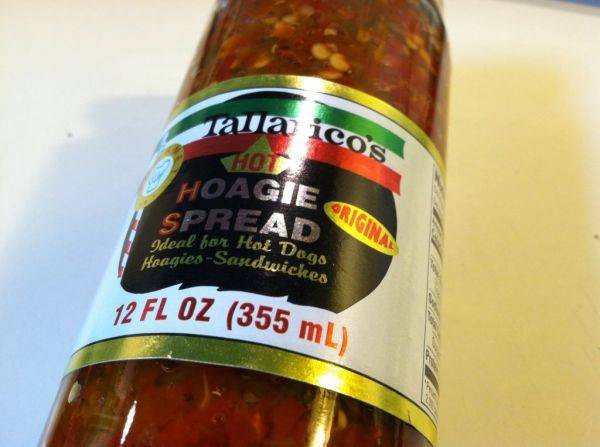 Tallarico's
HOT
HOAGIE
SPREAD
ORIGINAL
Ideal for Hot Dogs
Hoagies-Sandwiches
12 FL OZ (355 mL)